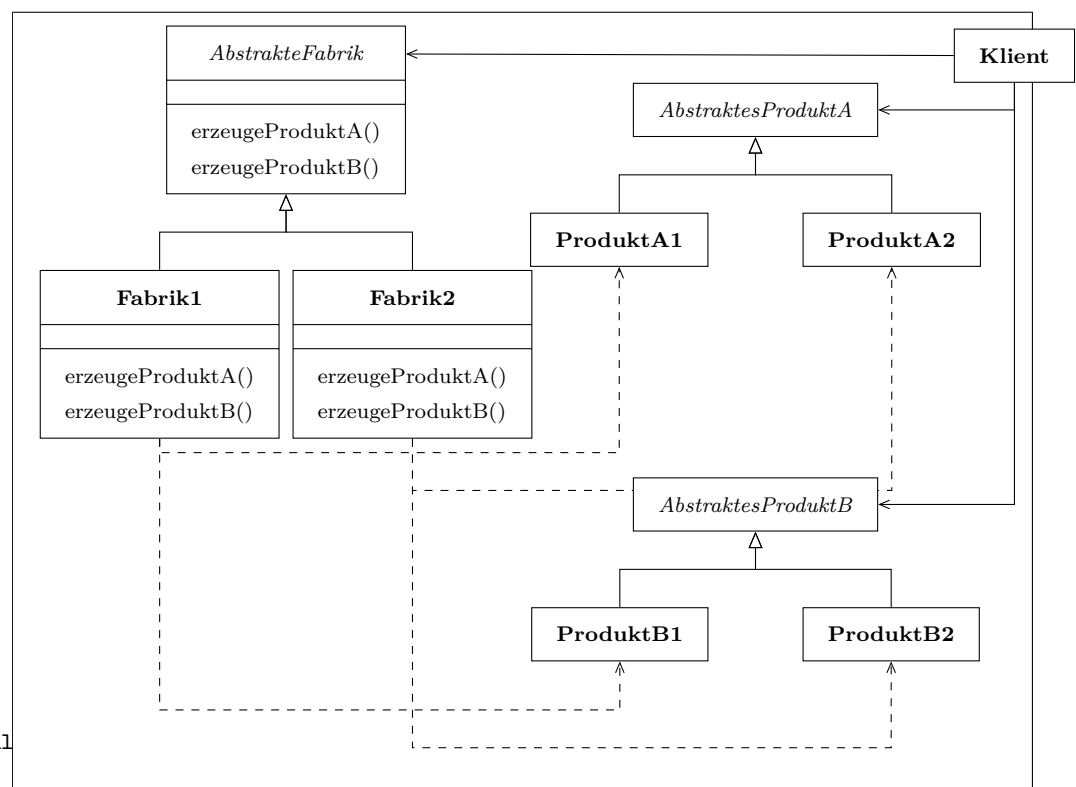 AbstrakteFabrik
Klient
AbstraktesProduktA
erzeugeProduktA()
erzeugeProduktB()
ProduktA1
ProduktA2
Fabrik1
Fabrik2
erzeugeProduktA()
erzeugeProduktB()
erzeugeProduktA()
erzeugeProduktB()
AbstraktesProduktB
ProduktB1
ProduktB2